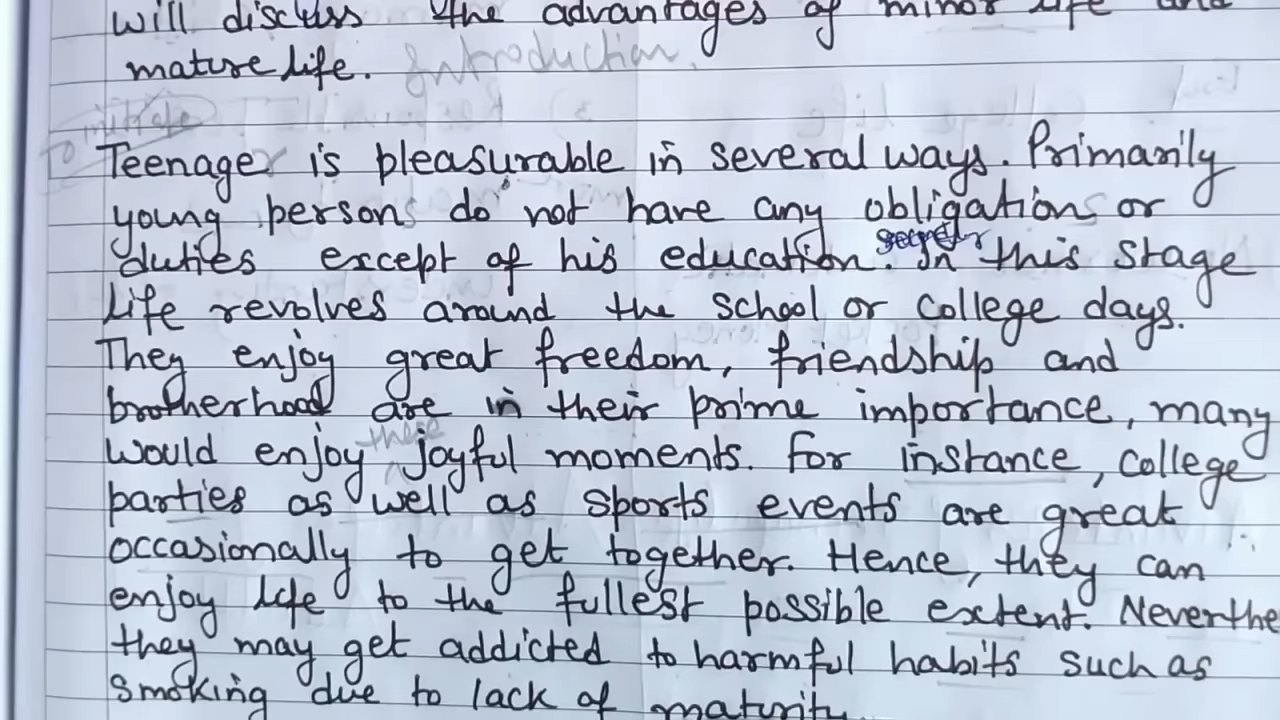 will discuss the advantages of minor life and
mature life. Introduction.
Teenage is pleasurable in several ways. Primarily
young persons do not have any obligations or
duties except of his education. In this stage
life revolves around the school or college days.
They enjoy great freedom, friendship and
brotherhood are in their prime importance, many
would enjoy these joyful moments. For instance, college
parties as well as sports events are great
occasionally to get together. Hence, they can
enjoy life to the fullest possible extent. Neverthe
they may get addicted to harmful habits such as
smoking due to lack of maturity.